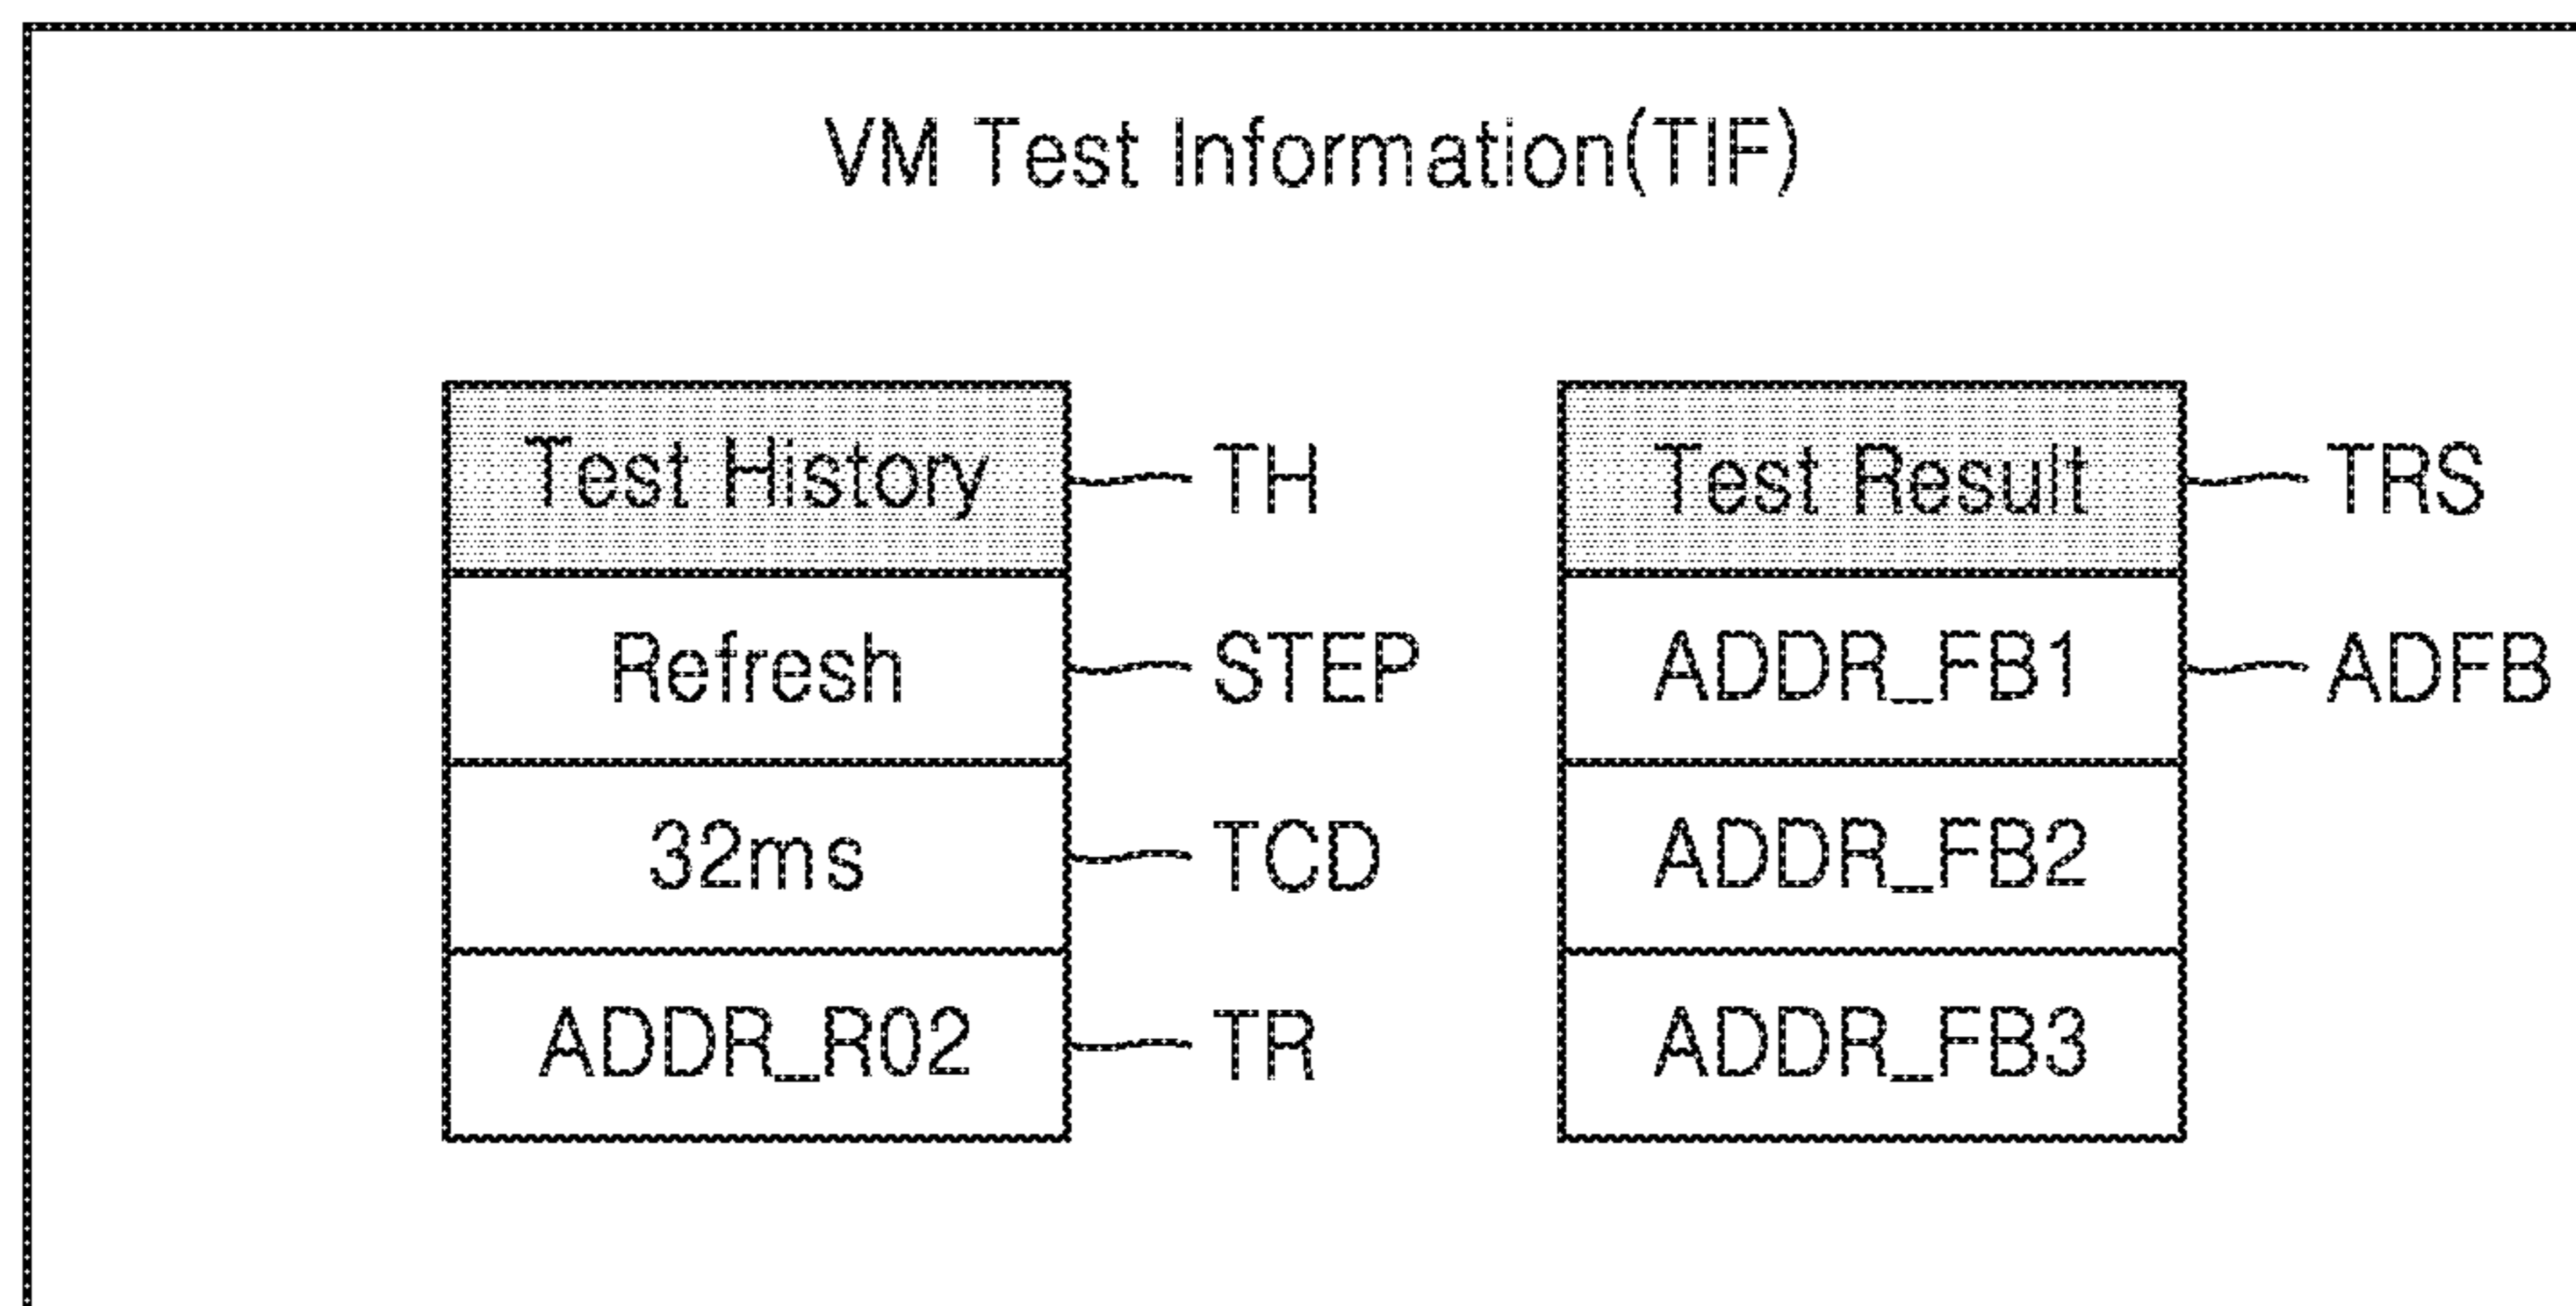 VM Test Information(TIF)
Test History TH Test Result TRS
Refresh STEP ADDR_FB1 ADFB
32ms TCD ADDR_FB2
ADDR_R02 TR ADDR_FB3